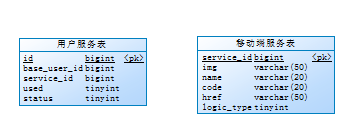 用户服务表
id bigint <pk>
base_user_id bigint
service_id bigint
used tinyint
status tinyint
移动端服务表
service_id bigint <pk>
img varchar(50)
name varchar(20)
code varchar(20)
href varchar(50)
logic_type tinyint